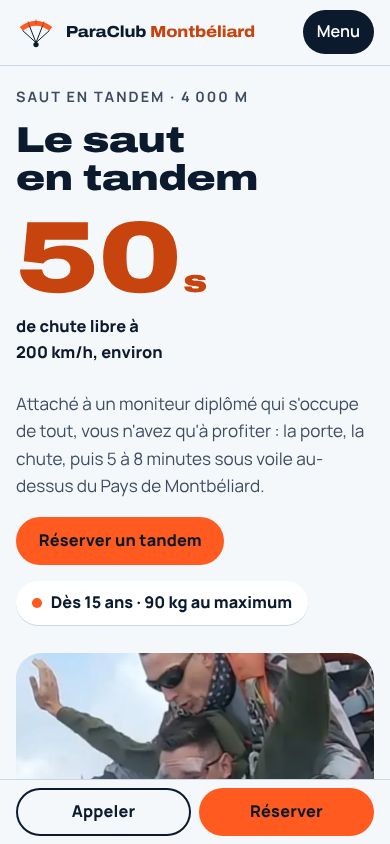 ParaClub Montbéliard
Menu
SAUT EN TANDEM · 4 000 M
Le saut
en tandem
50 s
de chute libre à
200 km/h, environ
Attaché à un moniteur diplômé qui s'occupe
de tout, vous n'avez qu'à profiter : la porte, la
chute, puis 5 à 8 minutes sous voile au-
dessus du Pays de Montbéliard.
Réserver un tandem
Dès 15 ans · 90 kg au maximum
Appeler
Réserver